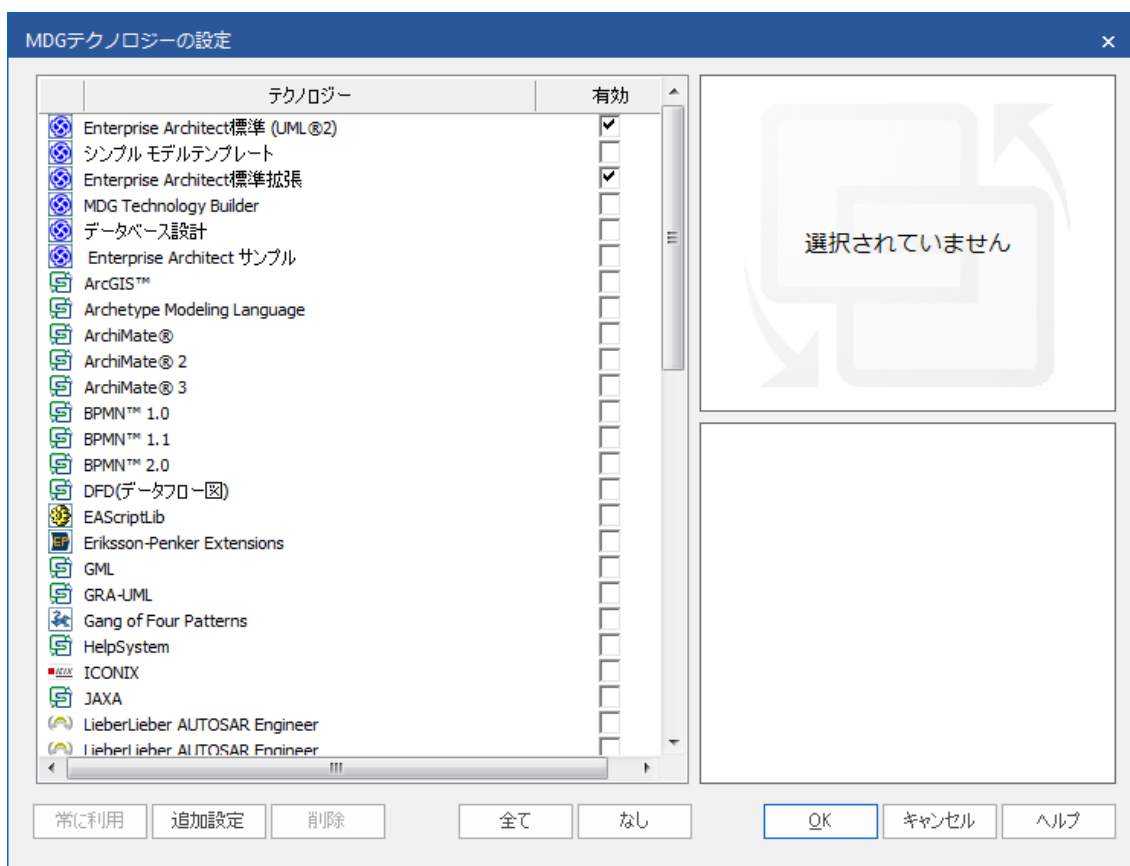 MDGテクノロジーの設定
テクノロジー 有効
Enterprise Architect標準 (UML®2)
シンプル モデルテンプレート
Enterprise Architect標準拡張
MDG Technology Builder
データベース設計
Enterprise Architect サンプル
ArcGIS™
Archetype Modeling Language
ArchiMate®
ArchiMate® 2
ArchiMate® 3
BPMN™ 1.0
BPMN™ 1.1
BPMN™ 2.0
DFD(データフロー図)
EAScriptLib
Eriksson-Penker Extensions
GML
GRA-UML
Gang of Four Patterns
HelpSystem
ICONIX
JAXA
LieberLieber AUTOSAR Engineer
LieberLieber AUTOSAR Engineer
選択されていません
常に利用 追加設定 削除 全て なし OK キャンセル ヘルプ